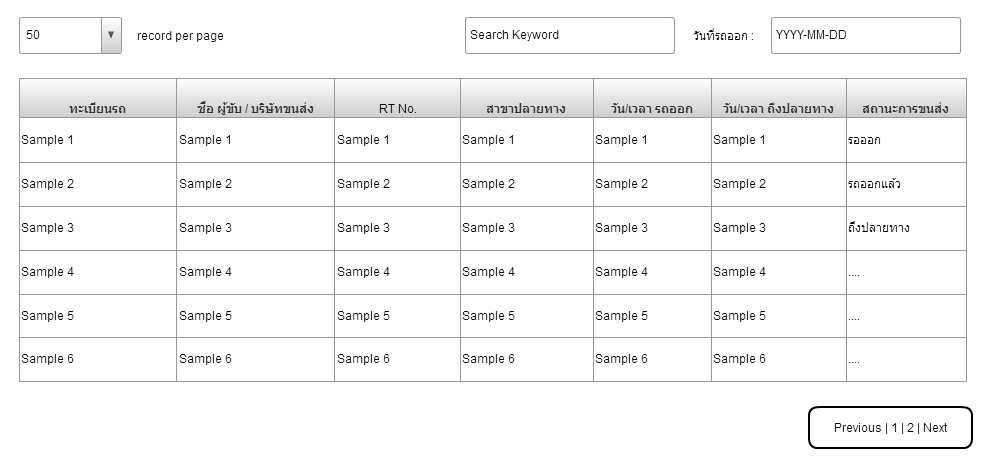 50 ▼ record per page Search Keyword วันที่รถออก : YYYY-MM-DD
ทะเบียนรถ ชื่อ ผู้ขับ / บริษัทขนส่ง RT No. สาขาปลายทาง วัน/เวลา รถออก วัน/เวลา ถึงปลายทาง สถานะการขนส่ง
Sample 1 Sample 1 Sample 1 Sample 1 Sample 1 Sample 1 รอออก
Sample 2 Sample 2 Sample 2 Sample 2 Sample 2 Sample 2 รถออกแล้ว
Sample 3 Sample 3 Sample 3 Sample 3 Sample 3 Sample 3 ถึงปลายทาง
Sample 4 Sample 4 Sample 4 Sample 4 Sample 4 Sample 4 ....
Sample 5 Sample 5 Sample 5 Sample 5 Sample 5 Sample 5 ....
Sample 6 Sample 6 Sample 6 Sample 6 Sample 6 Sample 6 ....
Previous | 1 | 2 | Next